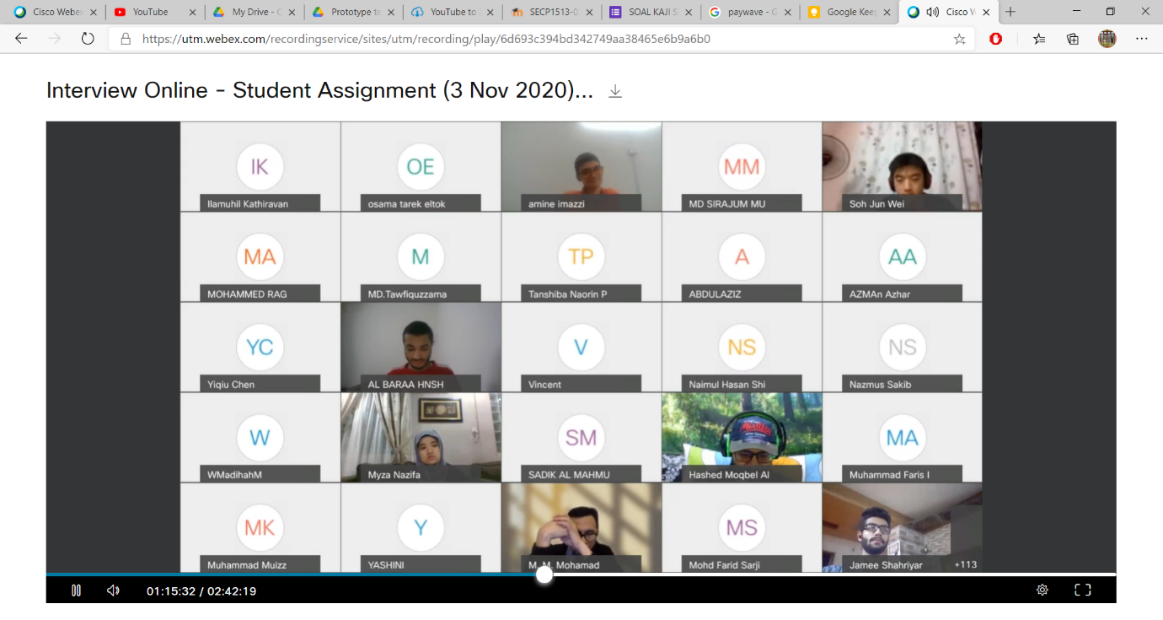 Cisco Webe
YouTube
My Drive - G
Prototype to
YouTube to
SECP1513-0
SOAL KAJI S
paywave - G
Google Keep
Cisco W
https://utm.webex.com/recordingservice/sites/utm/recording/play/6d693c394bd342749aa38465e6b9a6b0
Interview Online - Student Assignment (3 Nov 2020)...
IK
OE
MM
Ilamuhil Kathiravan
osama tarek eltok
amine imazzi
MD SIRAJUM MU
Soh Jun Wei
MA
M
TP
A
AA
MOHAMMED RAG
MD.Tawfiquzzama
Tanshiba Naorin P
ABDULAZIZ
AZMAn Azhar
YC
V
NS
NS
Yiqiu Chen
AL BARAA HNSH
Vincent
Naimul Hasan Shi
Nazmus Sakib
W
SM
MA
WMadihahM
Myza Nazifa
SADIK AL MAHMU
Hashed Moqbel Al
Muhammad Faris I
MK
Y
MS
Muhammad Muizz
YASHINI
M. M. Mohamad
Mohd Farid Sarji
Jamee Shahriyar
+113
01:15:32 / 02:42:19